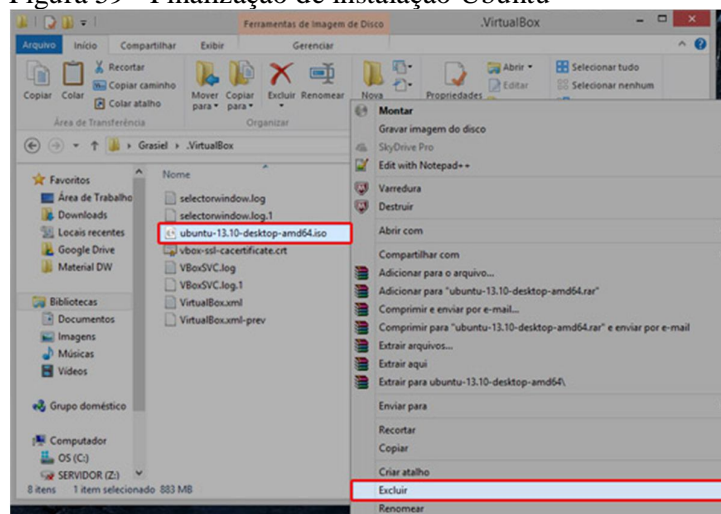 Figura 59 - Finalização de instalação Ubuntu
Ferramentas de Imagem de Disco
.VirtualBox
Arquivo
Início
Compartilhar
Exibir
Gerenciar
Copiar
Colar
Recortar
Copiar caminho
Colar atalho
Mover para
Copiar para
Excluir
Renomear
Nova
Propriedades
Abrir
Editar
Selecionar tudo
Selecionar nenhum
Área de Transferência
Organizar
Grasiel
.VirtualBox
Favoritos
Área de Trabalho
Downloads
Locais recentes
Google Drive
Material DW
Bibliotecas
Documentos
Imagens
Músicas
Vídeos
Grupo doméstico
Computador
OS (C:)
SERVIDOR (Z:)
Nome
selectorwindow.log
selectorwindow.log.1
ubuntu-13.10-desktop-amd64.iso
vbox-ssl-cacertificate.crt
VBoxSVC.log
VBoxSVC.log.1
VirtualBox.xml
VirtualBox.xml-prev
8 itens 1 item selecionado 883 MB
Montar
Gravar imagem do disco
SkyDrive Pro
Edit with Notepad++
Varredura
Destruir
Abrir com
Compartilhar com
Adicionar para o arquivo...
Adicionar para "ubuntu-13.10-desktop-amd64.rar"
Comprimir e enviar por e-mail...
Comprimir para "ubuntu-13.10-desktop-amd64.rar" e enviar por e-mail
Extrair arquivos...
Extrair aqui
Extrair para ubuntu-13.10-desktop-amd64\
Enviar para
Recortar
Copiar
Criar atalho
Excluir
Renomear